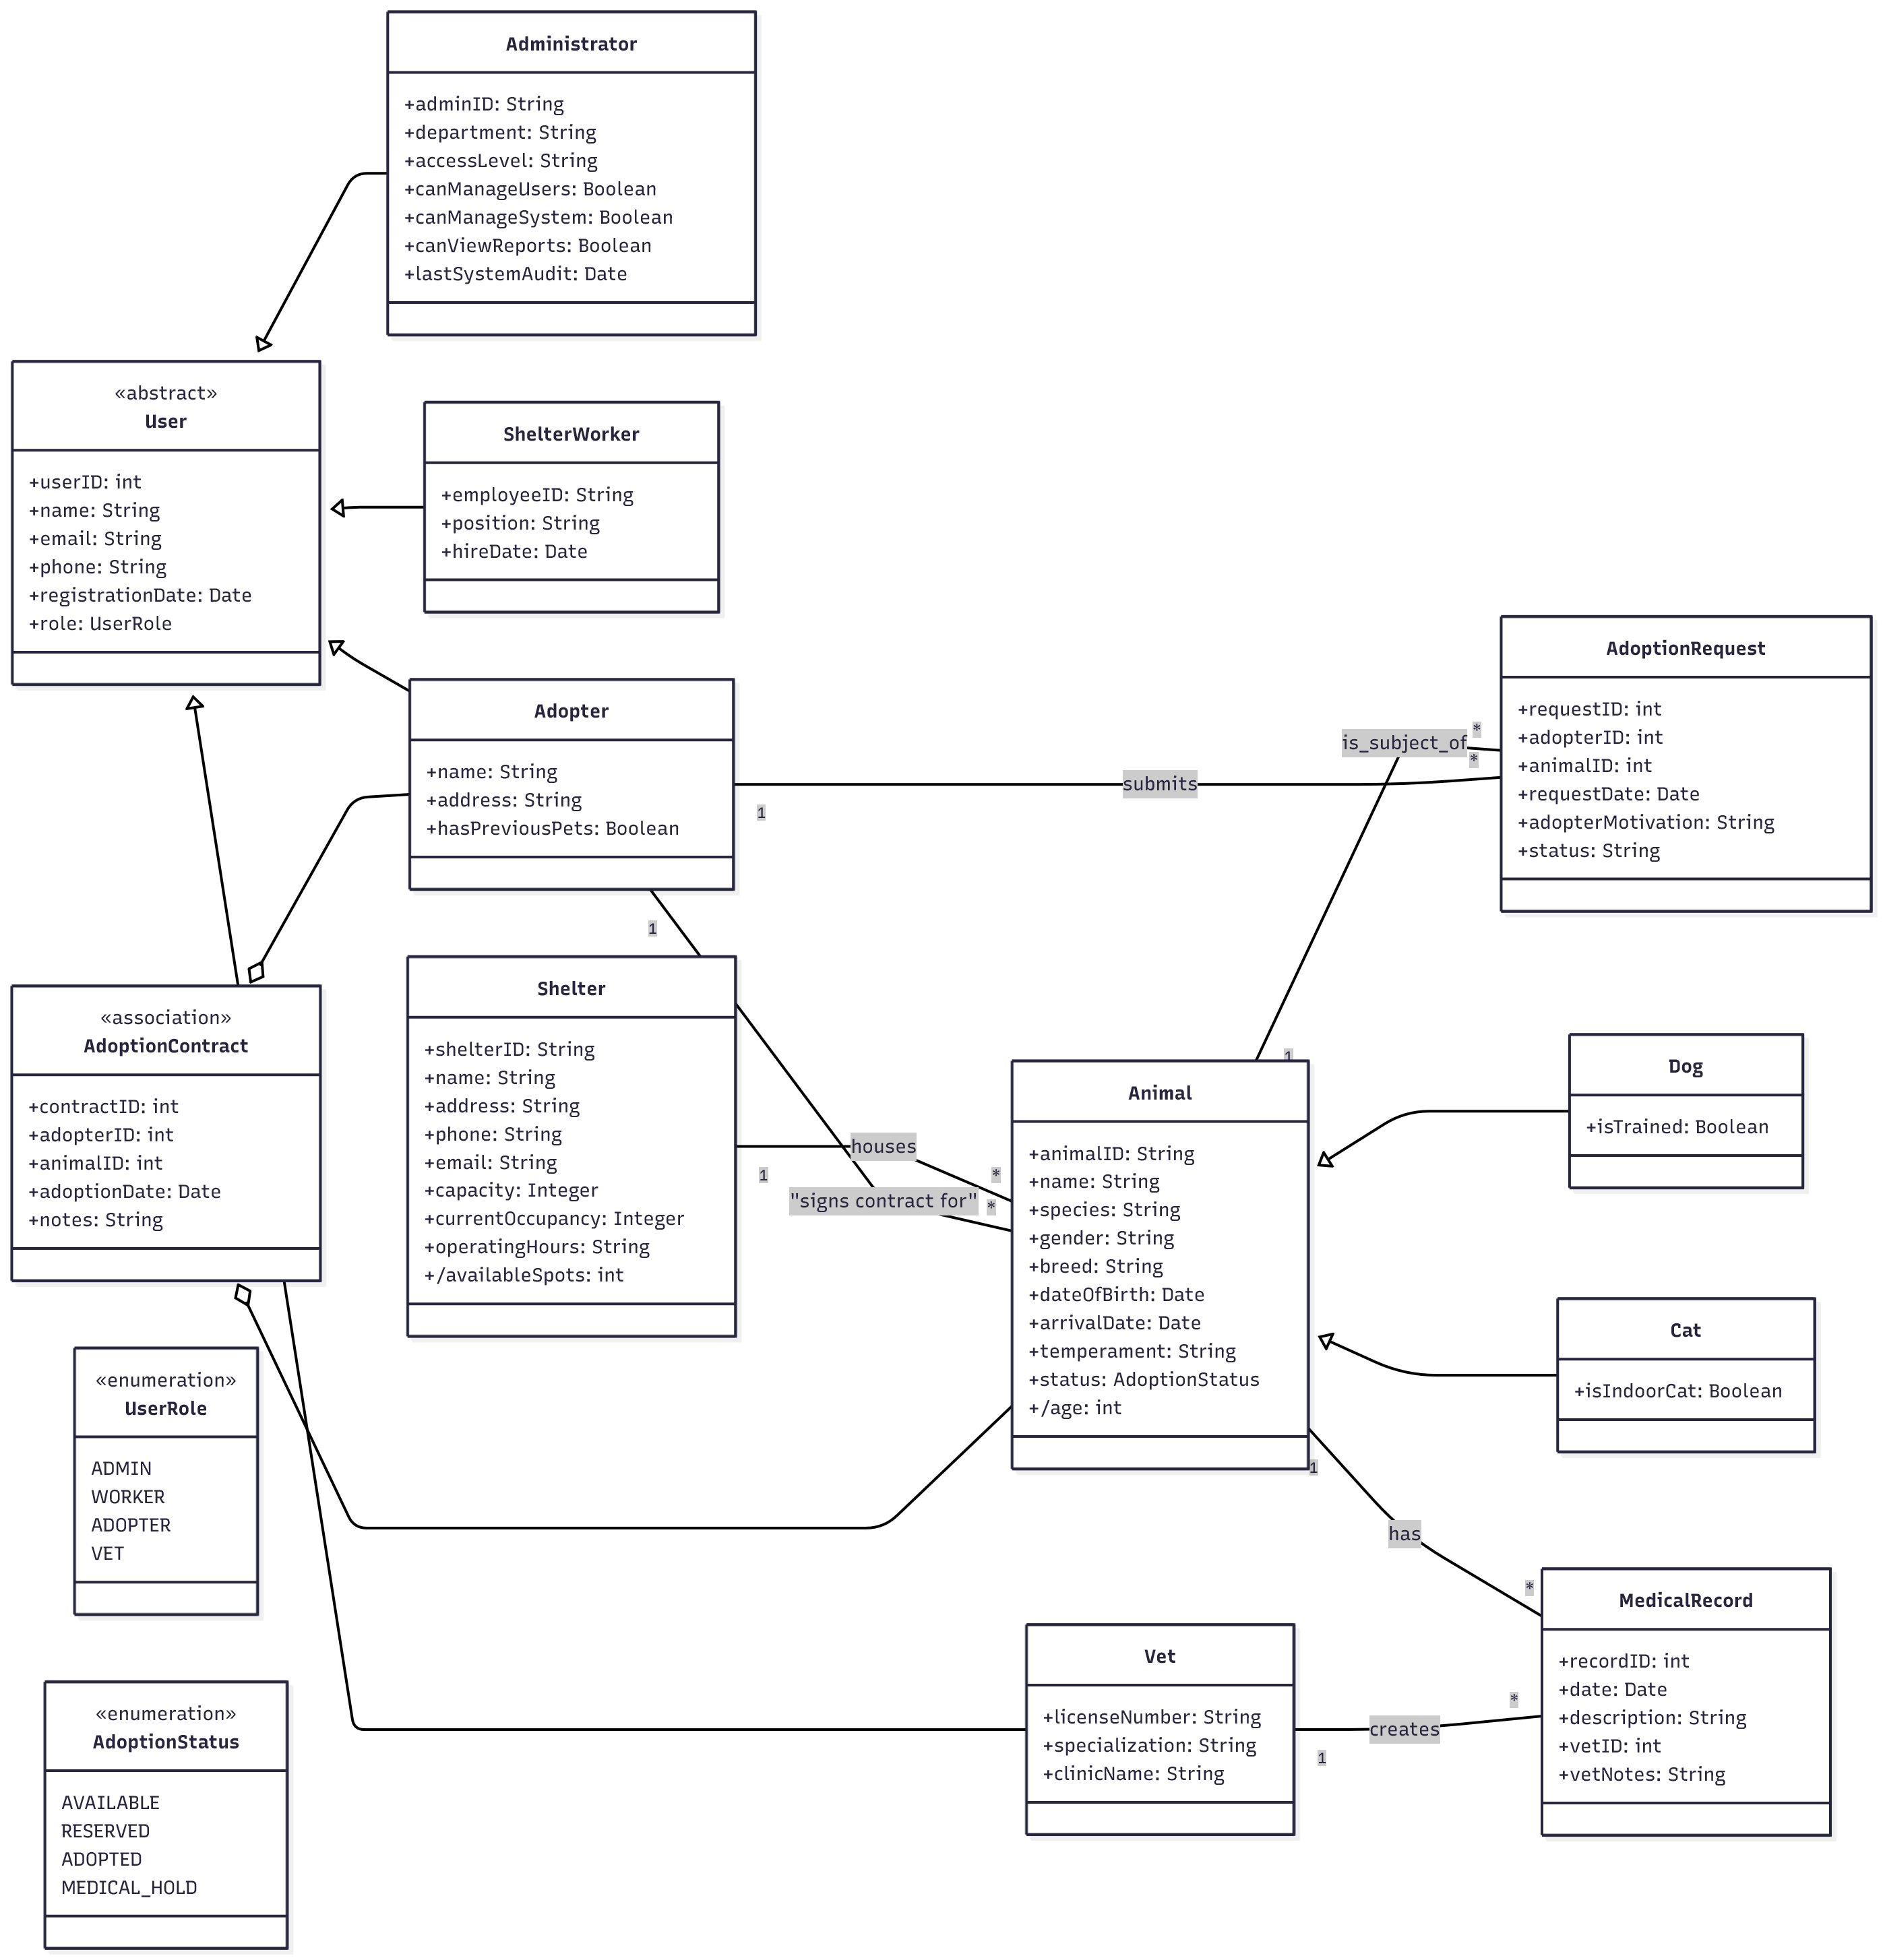 Administrator
+adminID: String
+department: String
+accessLevel: String
+canManageUsers: Boolean
+canManageSystem: Boolean
+canViewReports: Boolean
+lastSystemAudit: Date
«abstract»
User
+userID: int
+name: String
+email: String
+phone: String
+registrationDate: Date
+role: UserRole
ShelterWorker
+employeeID: String
+position: String
+hireDate: Date
Adopter
+name: String
+address: String
+hasPreviousPets: Boolean
1
submits
*
is_subject_of
*
1
AdoptionRequest
+requestID: int
+adopterID: int
+animalID: int
+requestDate: Date
+adopterMotivation: String
+status: String
1
«association»
AdoptionContract
+contractID: int
+adopterID: int
+animalID: int
+adoptionDate: Date
+notes: String
Shelter
+shelterID: String
+name: String
+address: String
+phone: String
+email: String
+capacity: Integer
+currentOccupancy: Integer
+operatingHours: String
+/availableSpots: int
1
houses
*
"signs contract for"
*
Animal
+animalID: String
+name: String
+species: String
+gender: String
+breed: String
+dateOfBirth: Date
+arrivalDate: Date
+temperament: String
+status: AdoptionStatus
+/age: int
Dog
+isTrained: Boolean
Cat
+isIndoorCat: Boolean
1
has
*
«enumeration»
UserRole
ADMIN
WORKER
ADOPTER
VET
«enumeration»
AdoptionStatus
AVAILABLE
RESERVED
ADOPTED
MEDICAL_HOLD
Vet
+licenseNumber: String
+specialization: String
+clinicName: String
1
creates
*
MedicalRecord
+recordID: int
+date: Date
+description: String
+vetID: int
+vetNotes: String